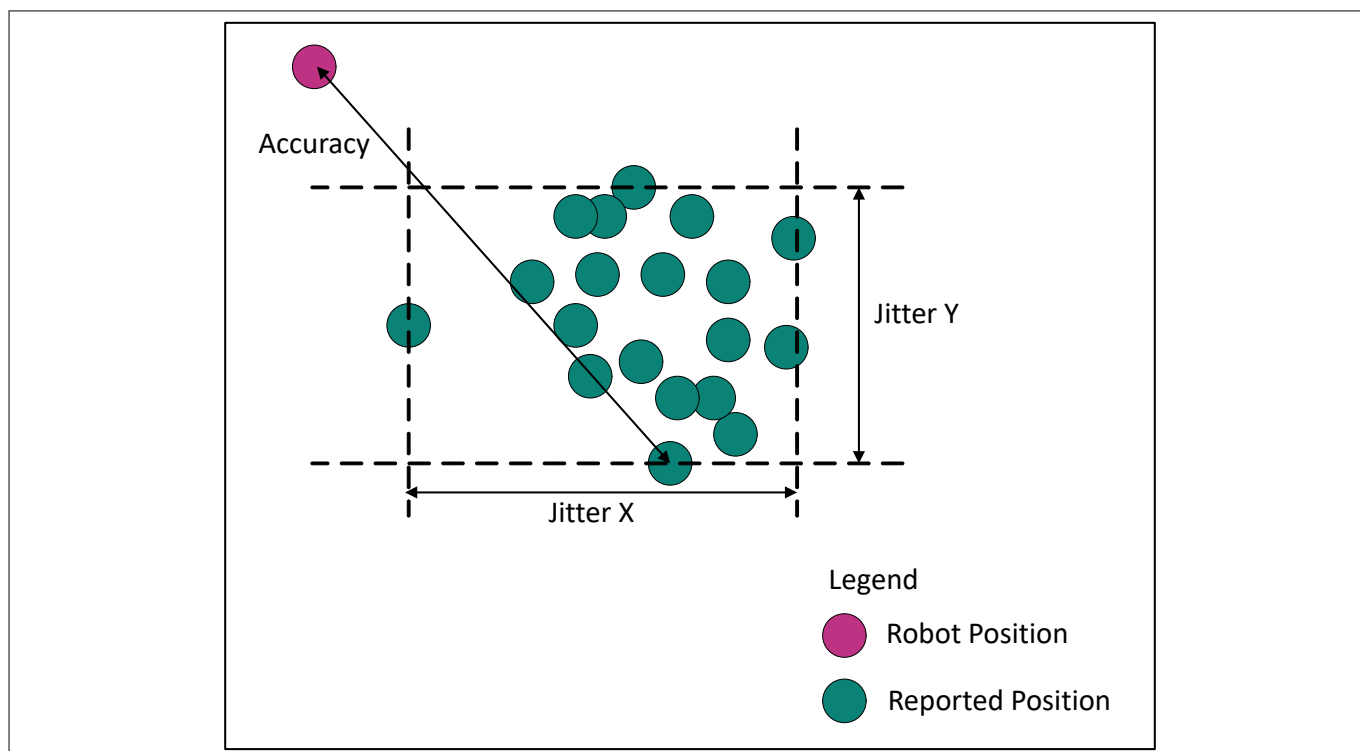 Accuracy
Jitter Y
Jitter X
Legend
Robot Position
Reported Position